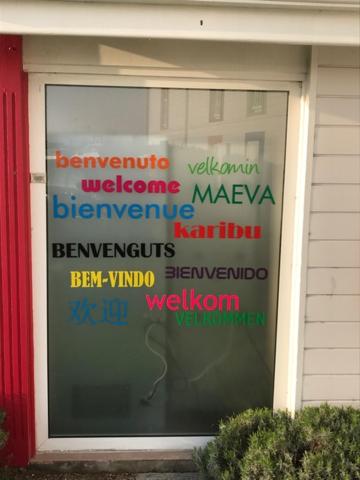 benvenuto
velkomin
welcome
MAEVA
bienvenue
karibu
BENVENGUTS
BIENVENIDO
BEM-VINDO
welkom
欢迎
VELKOMMEN